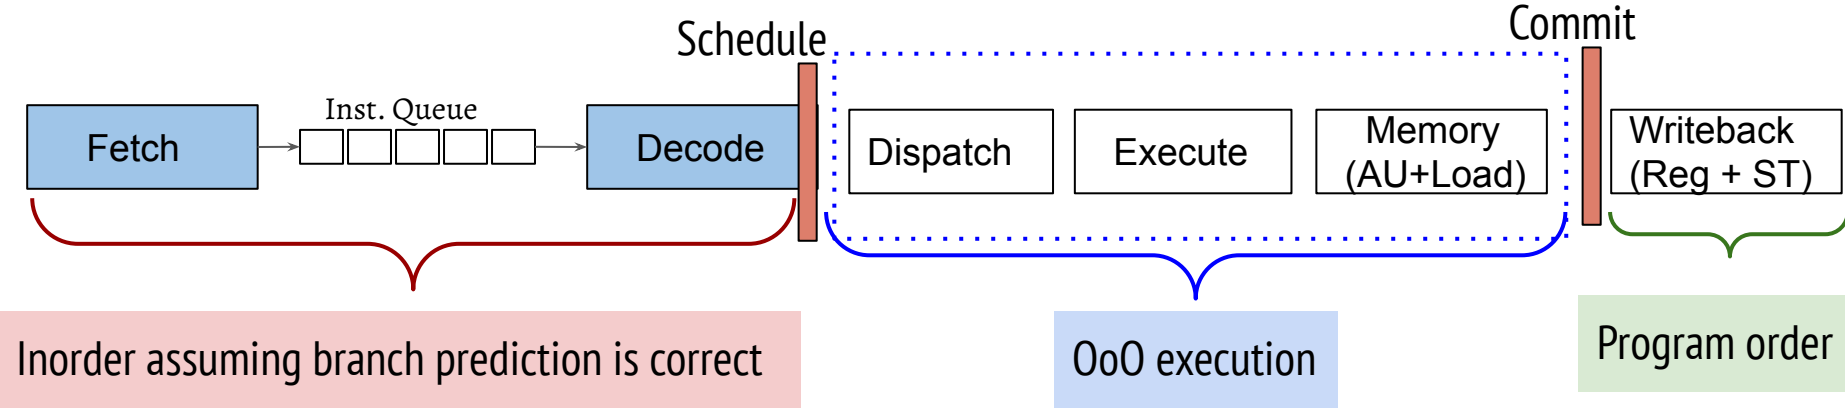 Schedule
Commit
Fetch
Inst. Queue
Decode
Dispatch
Execute
Memory
(AU+Load)
Writeback
(Reg + ST)
Inorder assuming branch prediction is correct
OoO execution
Program order